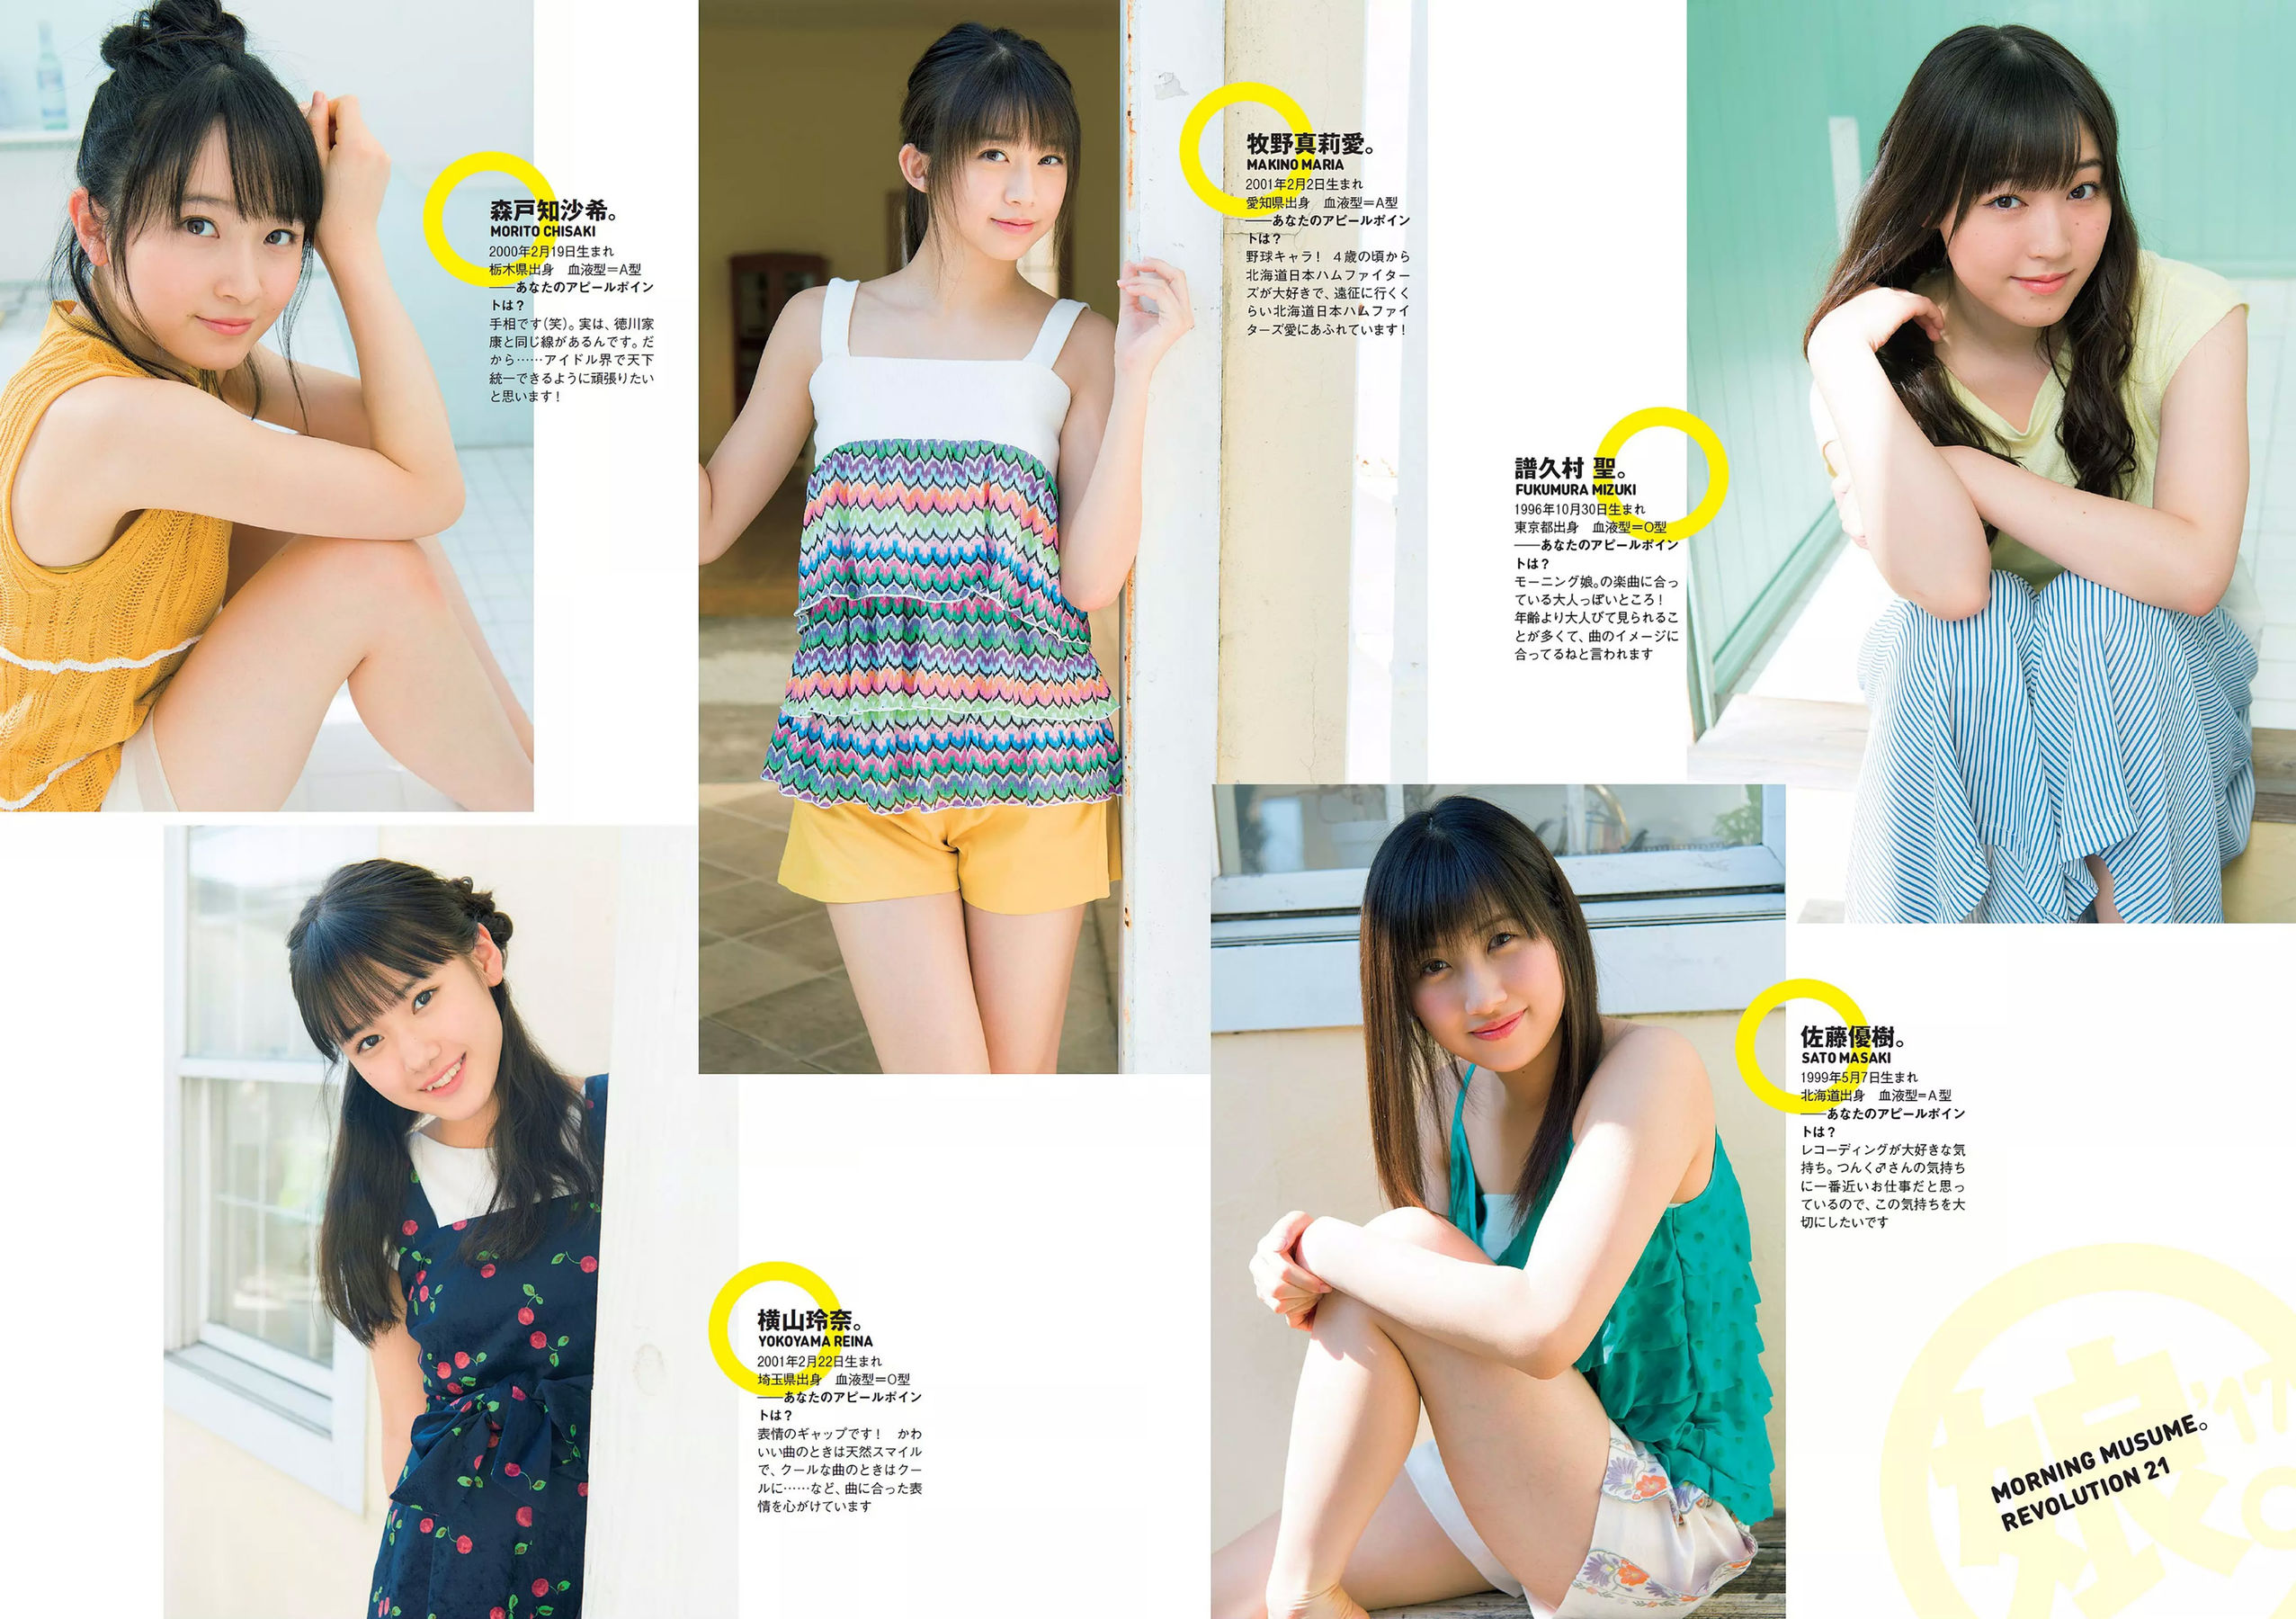 森戸知沙希。
MORITO CHISAKI
2000年2月19日生まれ
栃木県出身　血液型＝A型
――あなたのアピールポイン
トは？
手相です(笑)。実は、徳川家
康と同じ線があるんです。だ
から……アイドル界で天下
統一できるように頑張りたい
と思います！
牧野真莉愛。
MAKINO MARIA
2001年2月2日生まれ
愛知県出身　血液型＝A型
――あなたのアピールポイン
トは？
野球キャラ！ ４歳の頃から
北海道日本ハムファイター
ズが大好きで、遠征に行くく
らい北海道日本ハムファイ
ターズ愛にあふれています！
譜久村 聖。
FUKUMURA MIZUKI
1996年10月30日生まれ
東京都出身　血液型＝O型
――あなたのアピールポイン
トは？
モーニング娘。の楽曲に合っ
ている大人っぽいところ！
年齢より大人びて見られるこ
とが多くて、曲のイメージに
合ってるねと言われます
横山玲奈。
YOKOYAMA REINA
2001年2月22日生まれ
埼玉県出身　血液型＝O型
――あなたのアピールポイン
トは？
表情のギャップです！　かわ
いい曲のときは天然スマイル
で、クールな曲のときはクー
ルに……など、曲に合った表
情を心がけています
佐藤優樹。
SATO MASAKI
1999年5月7日生まれ
北海道出身　血液型=A型
――あなたのアピールポイン
トは？
レコーディングが大好きな気
持ち。つんく♂さんの気持ち
に一番近いお仕事だと思っ
ているので、この気持ちを大
切にしたいです
娘。'17
MORNING MUSUME。
REVOLUTION 21